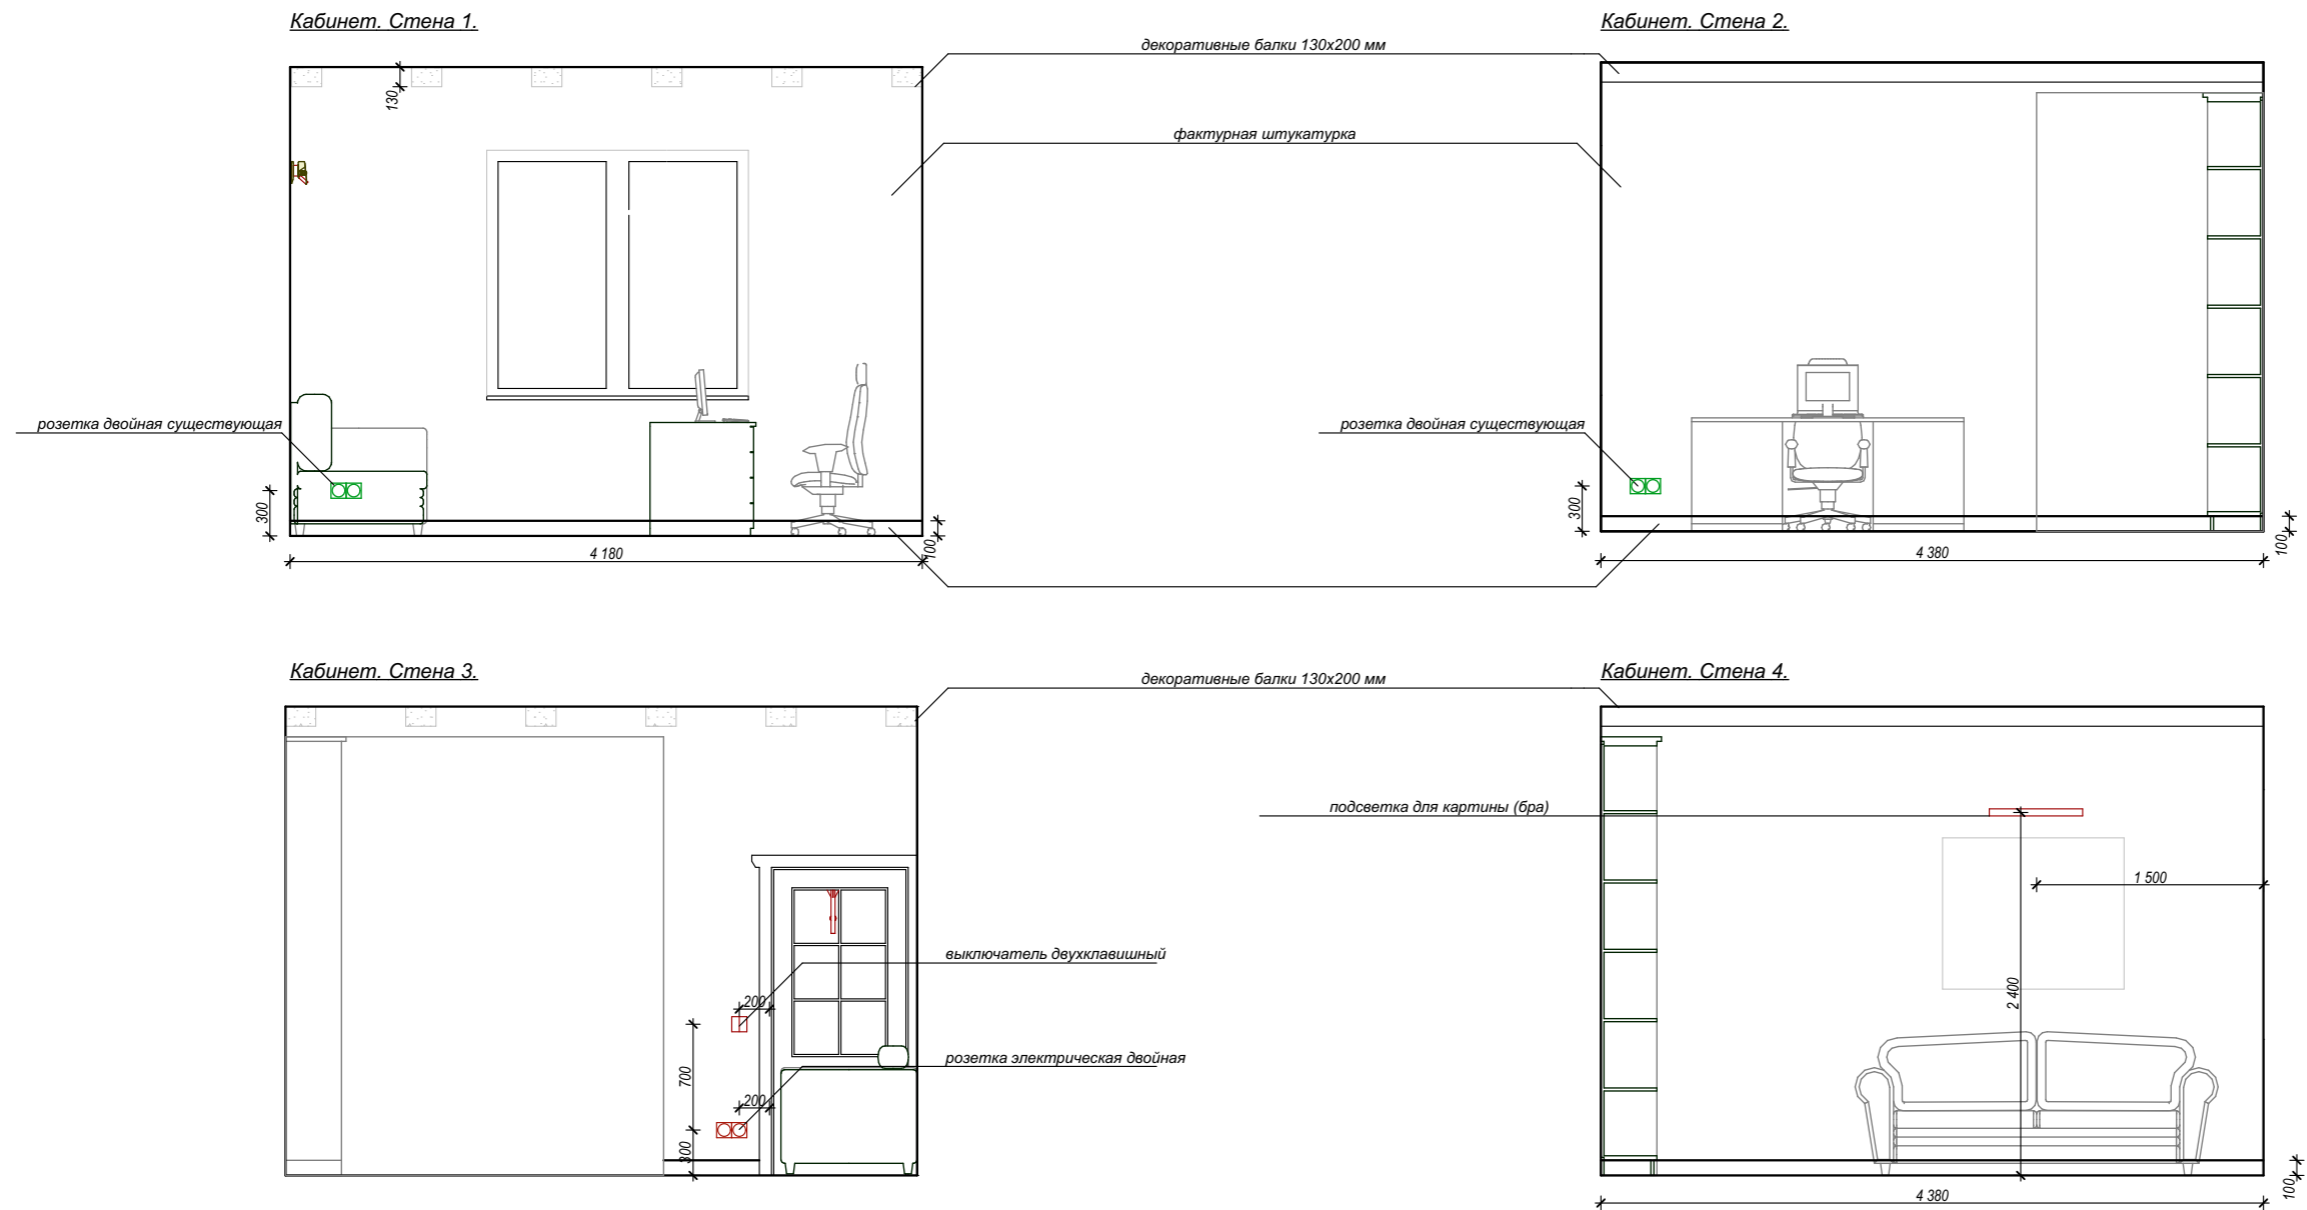 Кабинет. Стена 1.
Кабинет. Стена 2.
декоративные балки 130х200 мм
130
фактурная штукатурка
розетка двойная существующая
розетка двойная существующая
300
300
100
100
4 180
4 380
Кабинет. Стена 3.
Кабинет. Стена 4.
декоративные балки 130х200 мм
подсветка для картины (бра)
1 500
выключатель двухклавишный
200
2 400
розетка электрическая двойная
700
200
300
100
4 380